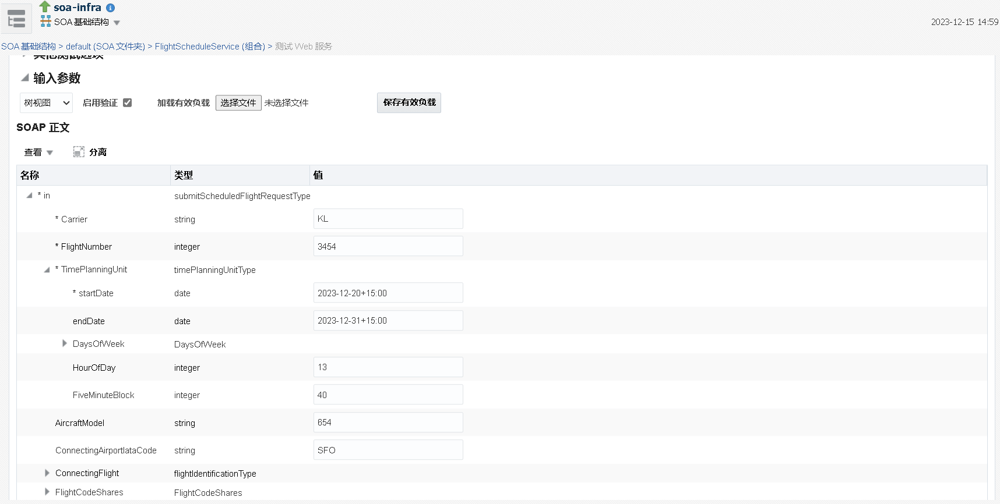 soa-infra
SOA 基础结构
2023-12-15 14:59
SOA 基础结构 > default (SOA 文件夹) > FlightScheduleService (组合) > 测试 Web 服务
其他测试选项
输入参数
树视图 启用验证 加载有效负载 选择文件 未选择文件 保存有效负载
SOAP 正文
查看 分离
名称 类型 值
* in submitScheduledFlightRequestType
* Carrier string KL
* FlightNumber integer 3454
* TimePlanningUnit timePlanningUnitType
* startDate date 2023-12-20+15:00
endDate date 2023-12-31+15:00
DaysOfWeek DaysOfWeek
HourOfDay integer 13
FiveMinuteBlock integer 40
AircraftModel string 654
ConnectingAirportIataCode string SFO
ConnectingFlight flightIdentificationType
FlightCodeShares FlightCodeShares